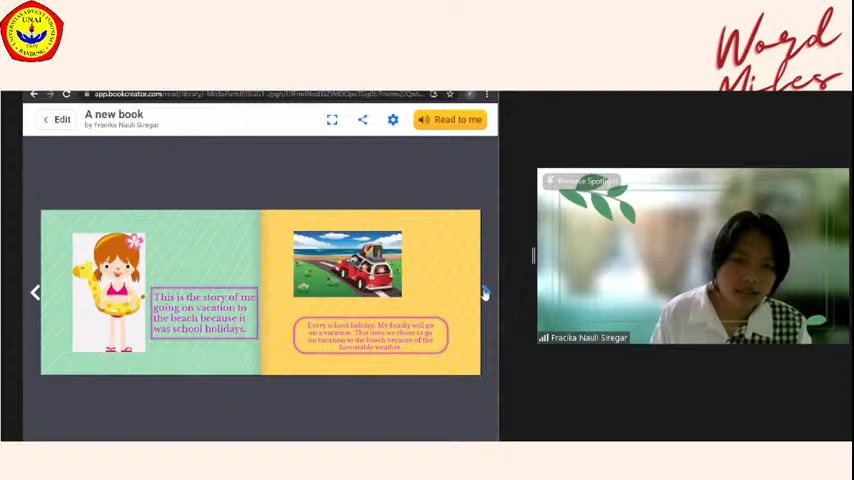 UNAI
BANDUNG
Word
Miles
Edit
A new book
by Fracika Nauli Siregar
Read to me
This is the story of me
going on vacation to
the beach because it
was school holidays.
Every school holiday. My family will go
on a vacation. This time we chose to go
on vacation to the beach because of the
favourable weather.
Remove Spotlight
Fracika Nauli Siregar